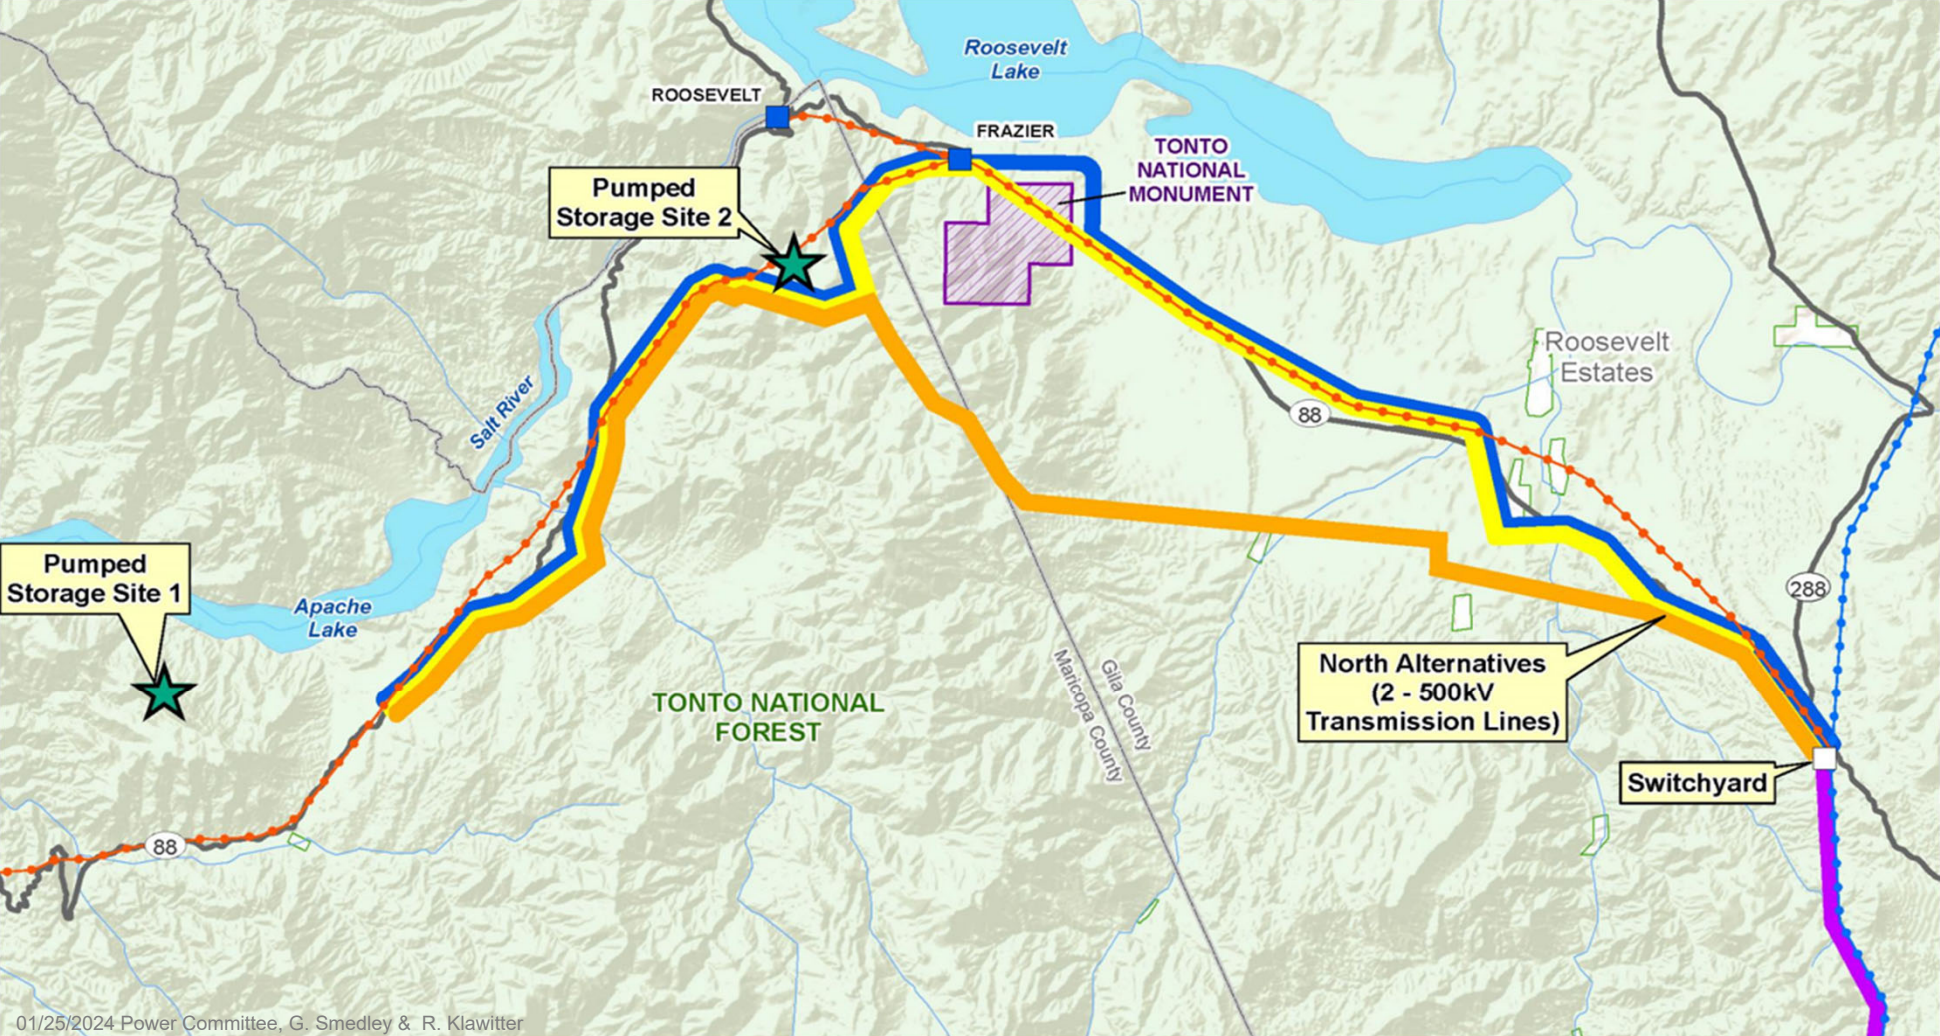 Roosevelt
Lake
ROOSEVELT
FRAZIER
TONTO
NATIONAL
MONUMENT
Pumped
Storage Site 2
Roosevelt
Estates
Salt River
88
Pumped
Storage Site 1
288
Apache
Lake
North Alternatives
(2 - 500kV
Transmission Lines)
Gila County
Maricopa County
TONTO NATIONAL
FOREST
Switchyard
88
01/25/2024 Power Committee, G. Smedley & R. Klawitter